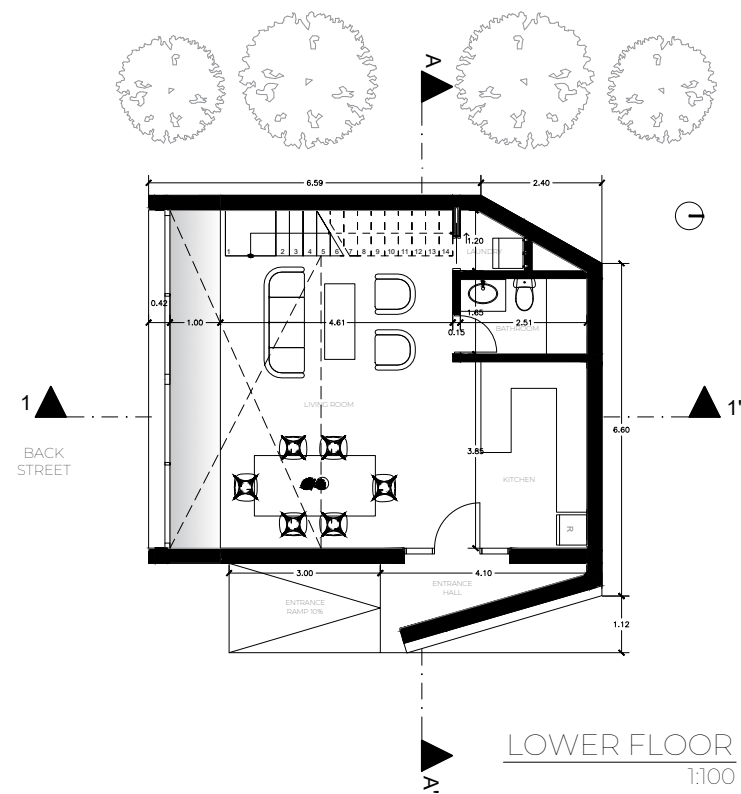 A
6.59
2.40
1.20
LAUNDRY
1
2
3
4
5
6
7
8
9
10
11
12
13
14
0.42
1.00
4.61
1.65
0.15
2.51
BATHROOM
1
1'
LIVING ROOM
6.60
BACK
STREET
3.85
KITCHEN
R
3.00
4.10
ENTRANCE
HALL
ENTRANCE
RAMP 10%
1.12
LOWER FLOOR
1:100
A'